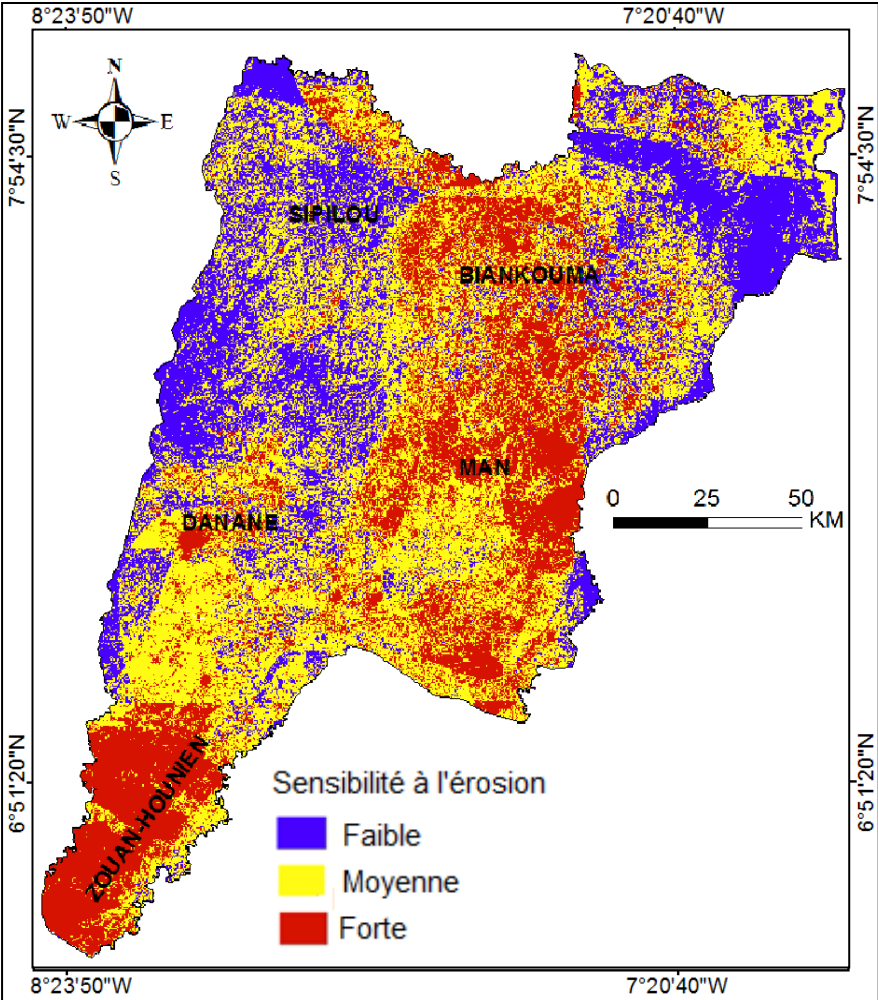 8°23'50"W
7°20'40"W
N
W
E
S
7°54'30"N
7°54'30"N
SIPILOU
BIANKOUMA
MAN
0 25 50
KM
DANANE
ZOUAN-HOUNIEN
6°51'20"N
6°51'20"N
Sensibilité à l'érosion
Faible
Moyenne
Forte
8°23'50"W
7°20'40"W